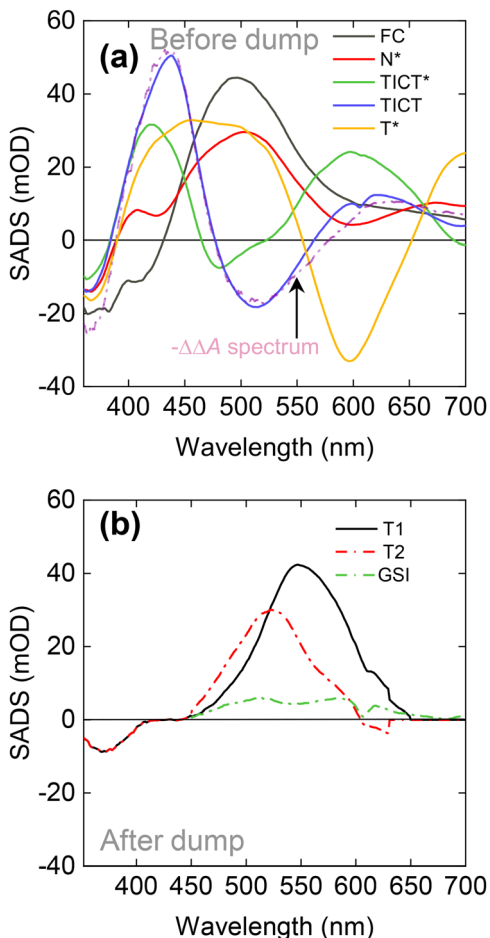 60
Before dump
(a)
FC
N*
TICT*
TICT
T*
40
20
0
-20
-40
SADS (mOD)
-ΔΔA spectrum
400 450 500 550 600 650 700
Wavelength (nm)
60
(b)
T1
T2
GSI
40
20
0
-20
-40
SADS (mOD)
After dump
400 450 500 550 600 650 700
Wavelength (nm)